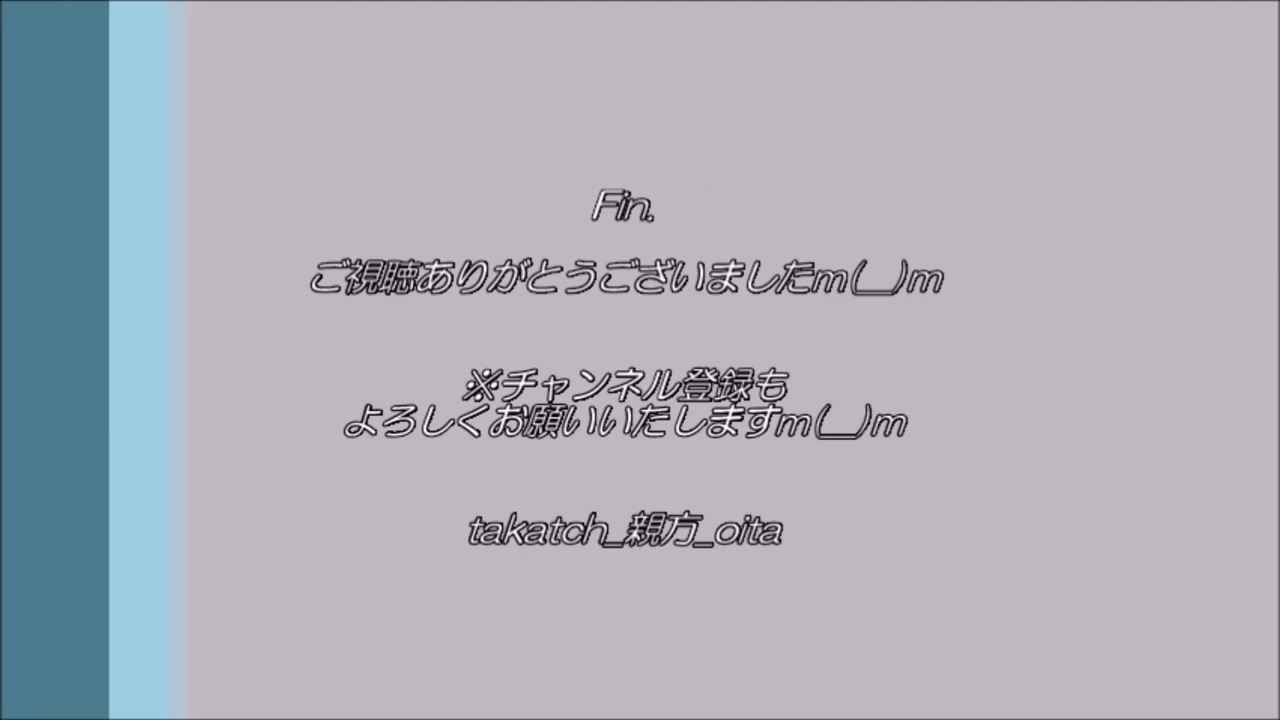 Fin.
ご視聴ありがとうございましたm(__)m
※チャンネル登録も
よろしくお願いいたしますm(__)m
takatch_親方_oita